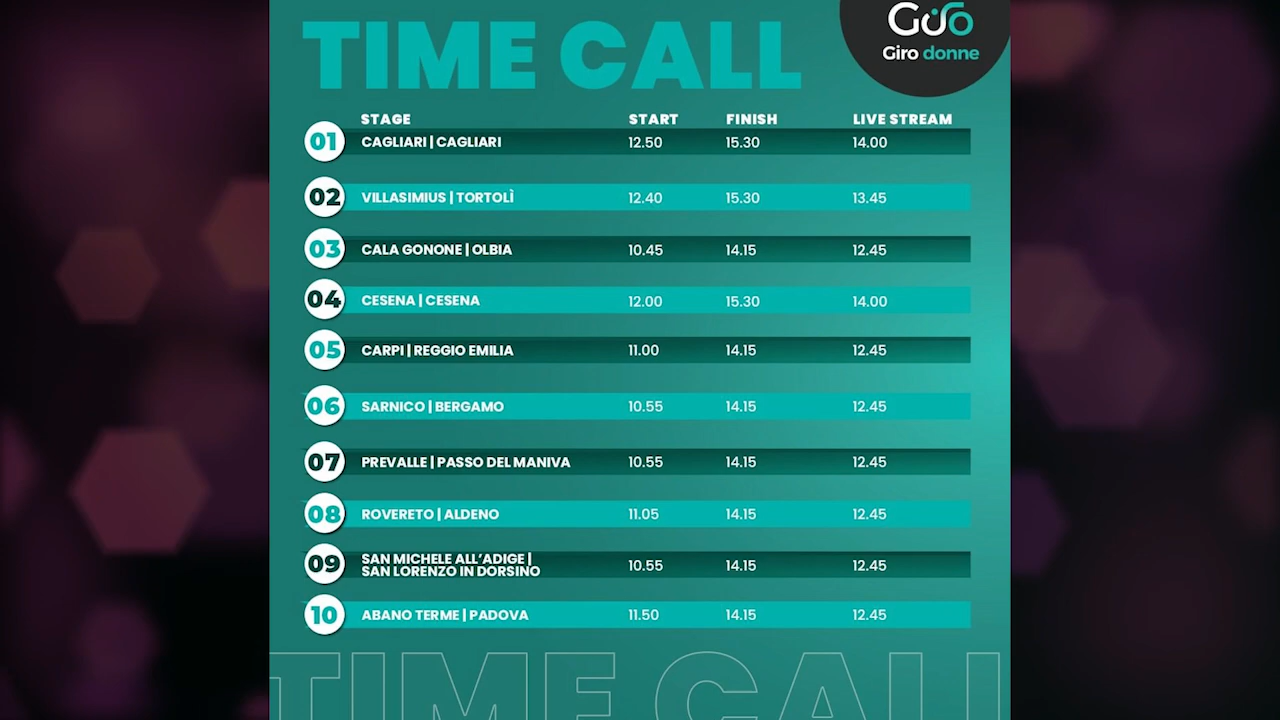 TIME CALL
Giro
Giro donne
STAGE START FINISH LIVE STREAM
01 CAGLIARI | CAGLIARI 12.50 15.30 14.00
02 VILLASIMIUS | TORTOLÌ 12.40 15.30 13.45
03 CALA GONONE | OLBIA 10.45 14.15 12.45
04 CESENA | CESENA 12.00 15.30 14.00
05 CARPI | REGGIO EMILIA 11.00 14.15 12.45
06 SARNICO | BERGAMO 10.55 14.15 12.45
07 PREVALLE | PASSO DEL MANIVA 10.55 14.15 12.45
08 ROVERETO | ALDENO 11.05 14.15 12.45
09 SAN MICHELE ALL’ADIGE |
SAN LORENZO IN DORSINO 10.55 14.15 12.45
10 ABANO TERME | PADOVA 11.50 14.15 12.45
TIME CALL